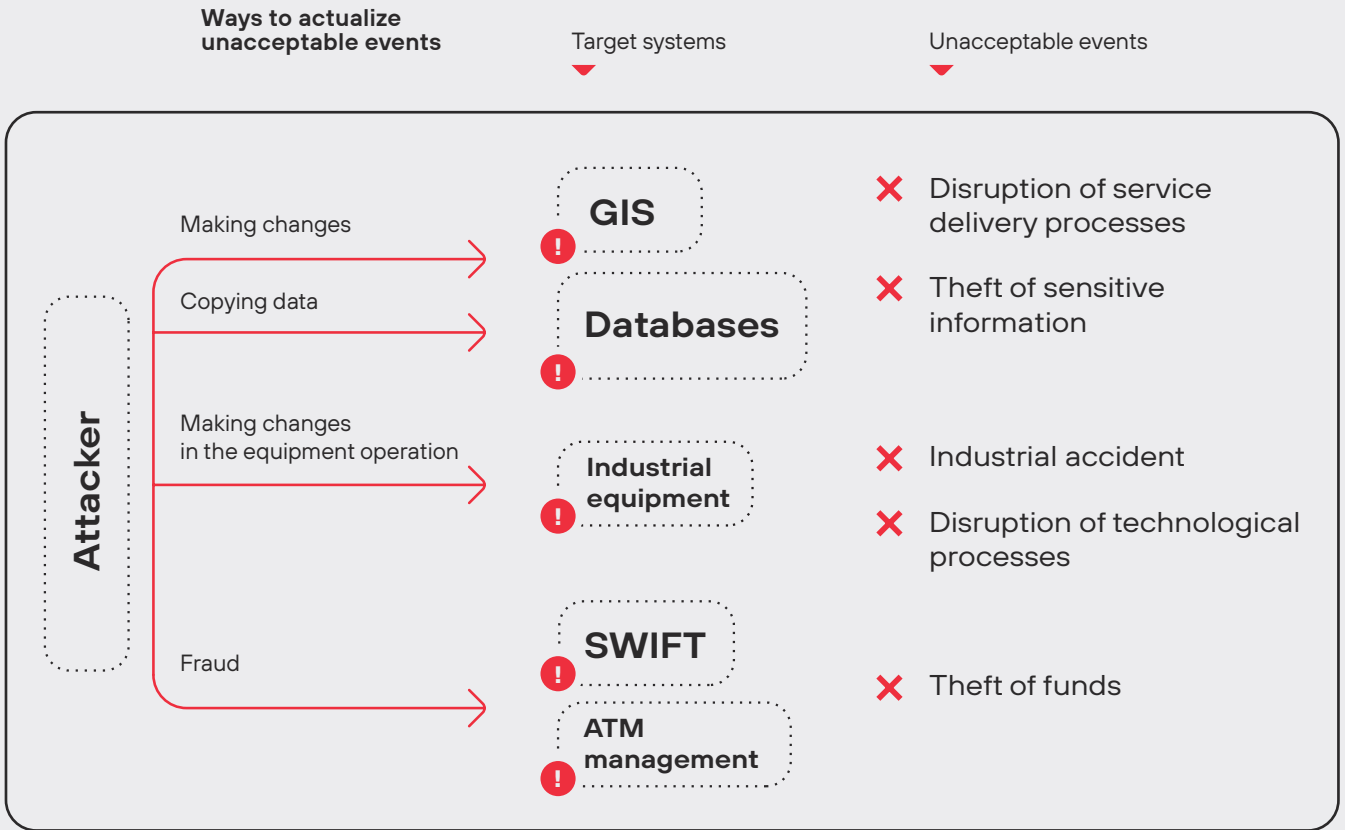 Ways to actualize
unacceptable events
Target systems
Unacceptable events
Attacker
Making changes
Copying data
Making changes
in the equipment operation
Fraud
GIS
!
Databases
!
Industrial
equipment
!
SWIFT
!
ATM
management
!
Disruption of service
delivery processes
Theft of sensitive
information
Industrial accident
Disruption of technological
processes
Theft of funds